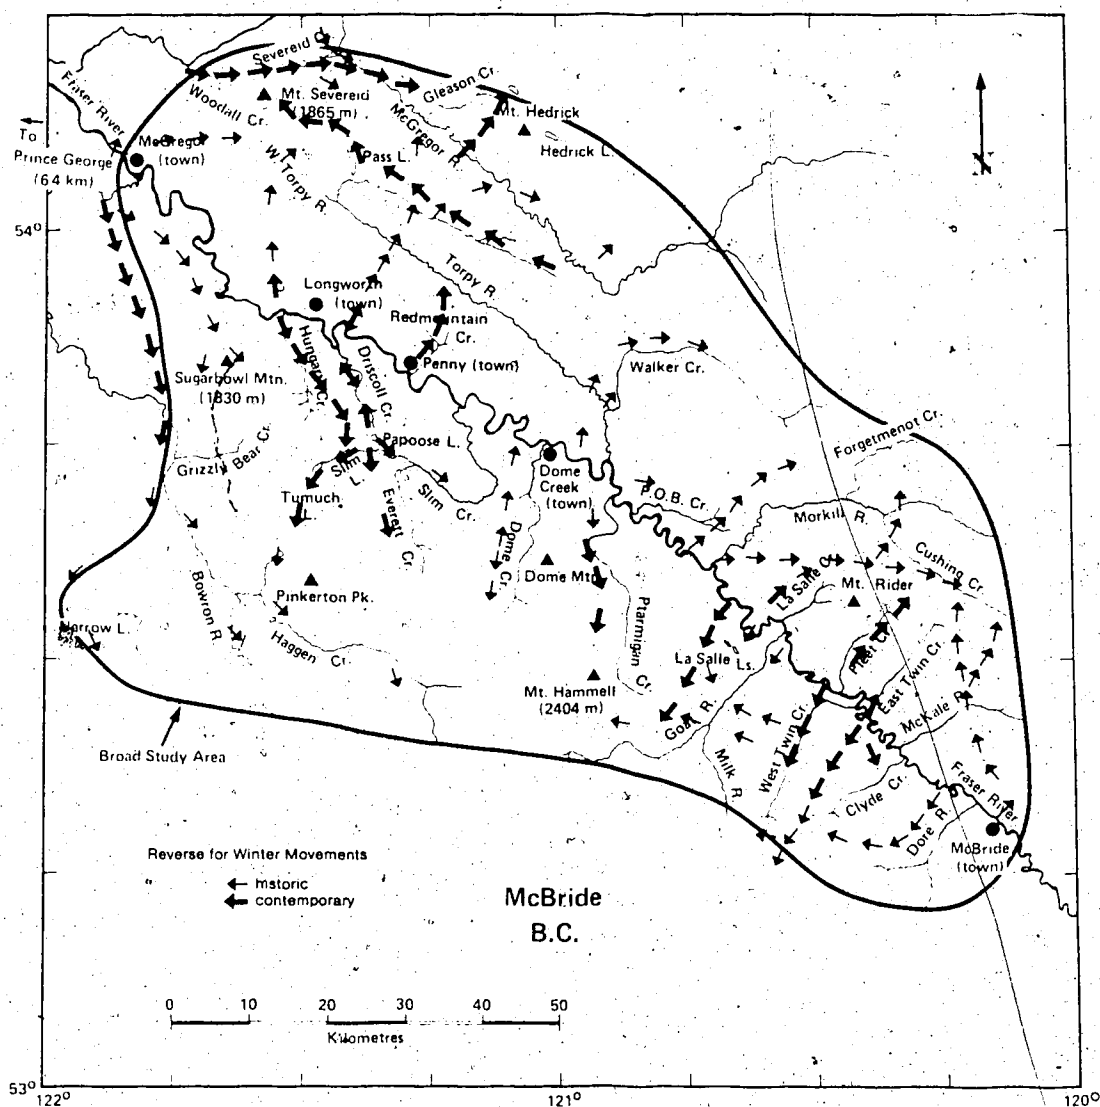 Severeid C
Gleason Cr.
Fraser River
Woodall Cr.
Mt. Severeid
(1865 m)
Mt. Hedrick
McGregor R.
To
Prince George
(64 km)
McGregor
(town)
Hedrick L.
Pass L.
W. Torpy R.
N
54°
Torpy R.
Longworth
(town)
Redmountain
Cr.
Hungary Cr.
Driscoll Cr.
Penny (town)
Walker Cr.
Sugarbowl Mtn.
(1830 m)
Forgetmenot Cr.
Papoose L.
Grizzly Bear Cr.
Slim
L.
Dome
Creek
(town)
Tumuch
Slim Cr.
P.O.B. Cr.
Everett Cr.
Morkill R.
Dome Cr.
Cushing Cr.
La Salle Cr.
Mt. Rider
Dome Mtn.
Pinkerton Pk.
Bowron R.
Ptarmigan Cr.
Narrow L.
Haggen Cr.
Fleet Cr.
La Salle Ls.
East Twin Cr.
Mt. Hammell
(2404 m)
McKale R.
Goat R.
West Twin Cr.
Broad Study Area
Milk R.
Clyde Cr.
Fraser River
Dore R.
McBride
(town)
Reverse for Winter Movements
historic
contemporary
McBride
B.C.
0 10 20 30 40 50
Kilometres
53°
122° 121° 120°